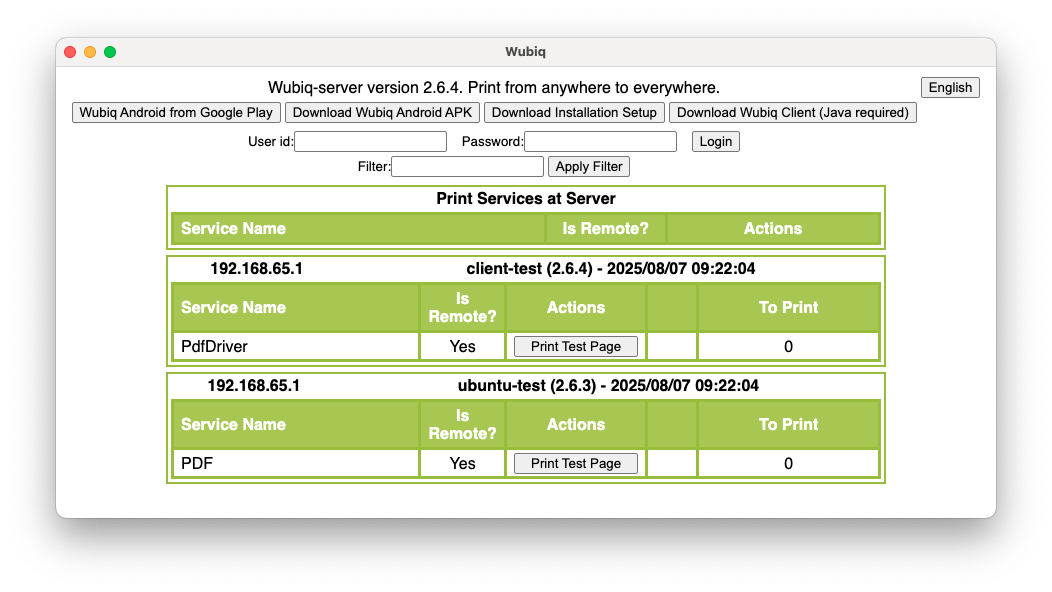 Wubiq
Wubiq-server version 2.6.4. Print from anywhere to everywhere.
English
Wubiq Android from Google Play
Download Wubiq Android APK
Download Installation Setup
Download Wubiq Client (Java required)
User id:
Password:
Login
Filter:
Apply Filter
Print Services at Server
Service Name
Is Remote?
Actions
192.168.65.1
client-test (2.6.4) - 2025/08/07 09:22:04
Service Name
Is
Remote?
Actions
To Print
PdfDriver
Yes
Print Test Page
0
192.168.65.1
ubuntu-test (2.6.3) - 2025/08/07 09:22:04
Service Name
Is
Remote?
Actions
To Print
PDF
Yes
Print Test Page
0